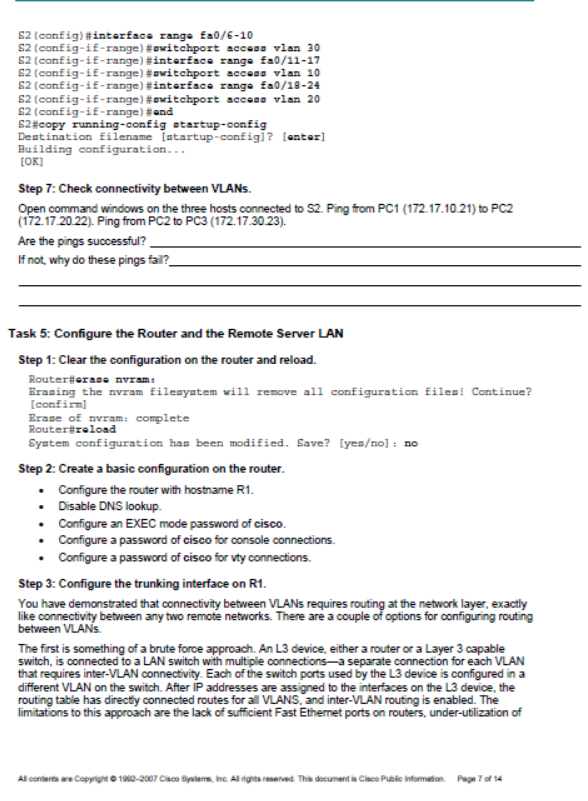 S2(config)#interface range fa0/6-10
S2(config-if-range)#switchport access vlan 30
S2(config-if-range)#interface range fa0/11-17
S2(config-if-range)#switchport access vlan 10
S2(config-if-range)#interface range fa0/18-24
S2(config-if-range)#switchport access vlan 20
S2(config-if-range)#end
S2#copy running-config startup-config
Destination filename [startup-config]? [enter]
Building configuration...
[OK]
Step 7: Check connectivity between VLANs.
Open command windows on the three hosts connected to S2. Ping from PC1 (172.17.10.21) to PC2
(172.17.20.22). Ping from PC2 to PC3 (172.17.30.23).
Are the pings successful?
If not, why do these pings fail?
Task 5: Configure the Router and the Remote Server LAN
Step 1: Clear the configuration on the router and reload.
Router#erase nvram:
Erasing the nvram filesystem will remove all configuration files! Continue?
[confirm]
Erase of nvram: complete
Router#reload
System configuration has been modified. Save? [yes/no]: no
Step 2: Create a basic configuration on the router.
• Configure the router with hostname R1.
• Disable DNS lookup.
• Configure an EXEC mode password of cisco.
• Configure a password of cisco for console connections.
• Configure a password of cisco for vty connections.
Step 3: Configure the trunking interface on R1.
You have demonstrated that connectivity between VLANs requires routing at the network layer, exactly
like connectivity between any two remote networks. There are a couple of options for configuring routing
between VLANs.
The first is something of a brute force approach. An L3 device, either a router or a Layer 3 capable
switch, is connected to a LAN switch with multiple connections—a separate connection for each VLAN
that requires inter-VLAN connectivity. Each of the switch ports used by the L3 device is configured in a
different VLAN on the switch. After IP addresses are assigned to the interfaces on the L3 device, the
routing table has directly connected routes for all VLANS, and inter-VLAN routing is enabled. The
limitations to this approach are the lack of sufficient Fast Ethernet ports on routers, under-utilization of
All contents are Copyright © 1992–2007 Cisco Systems, Inc. All rights reserved. This document is Cisco Public Information. Page 7 of 14